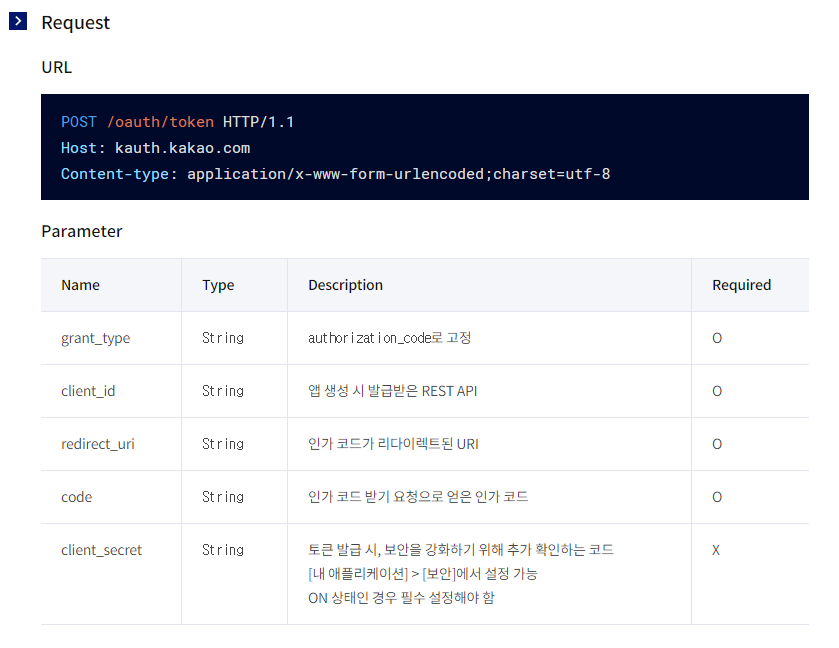 Request
URL
POST /oauth/token HTTP/1.1
Host: kauth.kakao.com
Content-type: application/x-www-form-urlencoded;charset=utf-8
Parameter
Name Type Description Required
grant_type String authorization_code로 고정 O
client_id String 앱 생성 시 발급받은 REST API O
redirect_uri String 인가 코드가 리다이렉트된 URI O
code String 인가 코드 받기 요청으로 얻은 인가 코드 O
client_secret String 토큰 발급 시, 보안을 강화하기 위해 추가 확인하는 코드 X
[내 애플리케이션] > [보안]에서 설정 가능
ON 상태인 경우 필수 설정해야 함